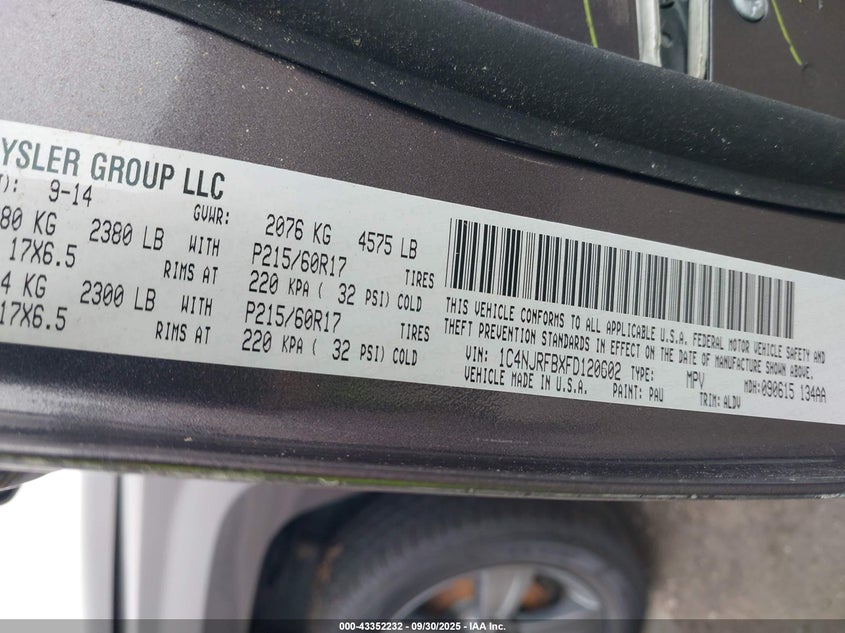 YSLER GROUP LLC
T): 9-14
GVWR: 2076 KG 4575 LB
80 KG 2380 LB WITH P215/60R17 TIRES
17X6.5 RIMS AT 220 KPA ( 32 PSI) COLD
4 KG 2300 LB WITH P215/60R17 TIRES
17X6.5 RIMS AT 220 KPA ( 32 PSI) COLD
THIS VEHICLE CONFORMS TO ALL APPLICABLE U.S.A. FEDERAL MOTOR VEHICLE SAFETY AND
THEFT PREVENTION STANDARDS IN EFFECT ON THE DATE OF MANUFACTURE SHOWN ABOVE.
VIN: 1C4NJRFBXFD120602 TYPE: MPV MDH:090615 134AA
VEHICLE MADE IN U.S.A. PAINT: PAU TRIM: ALDV
000-43352232 - 09/30/2025 - IAA Inc.